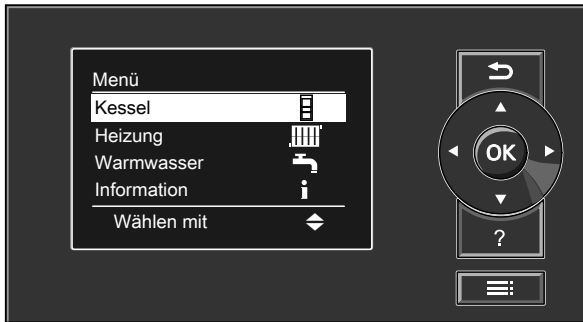 Menü
Kessel
Heizung
Warmwasser
Information
Wählen mit
OK
?